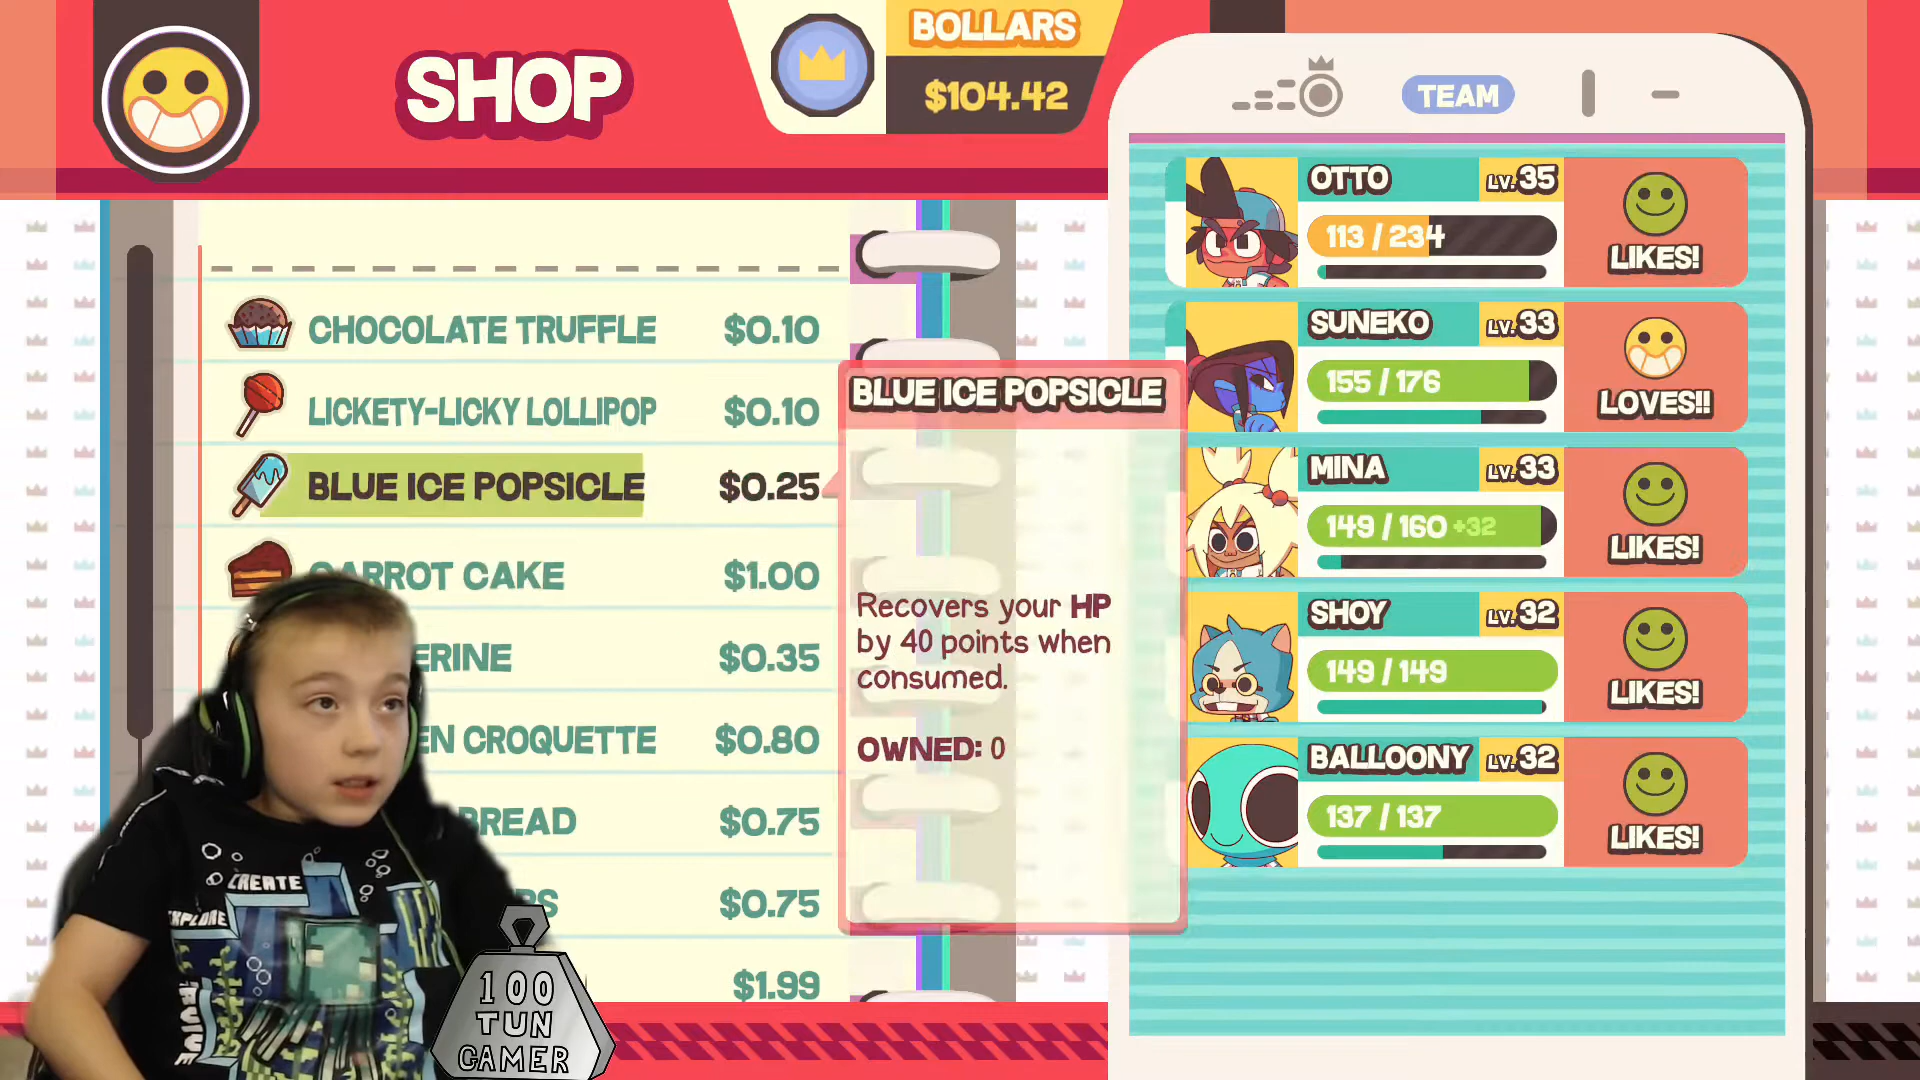 SHOP
BOLLARS
$104.42
CHOCOLATE TRUFFLE $0.10
LICKETY-LICKY LOLLIPOP $0.10
BLUE ICE POPSICLE $0.25
CARROT CAKE $1.00
ERINE $0.35
EN CROQUETTE $0.80
BREAD $0.75
PS $0.75
$1.99
BLUE ICE POPSICLE
Recovers your HP
by 40 points when
consumed.
OWNED: 0
TEAM
OTTO LV.35
113 / 234
LIKES!
SUNEKO LV.33
155 / 176
LOVES!!
MINA LV.33
149 / 160 +32
LIKES!
SHOY LV.32
149 / 149
LIKES!
BALLOONY LV.32
137 / 137
LIKES!
CREATE
EXPLORE
100
TUN
GAMER